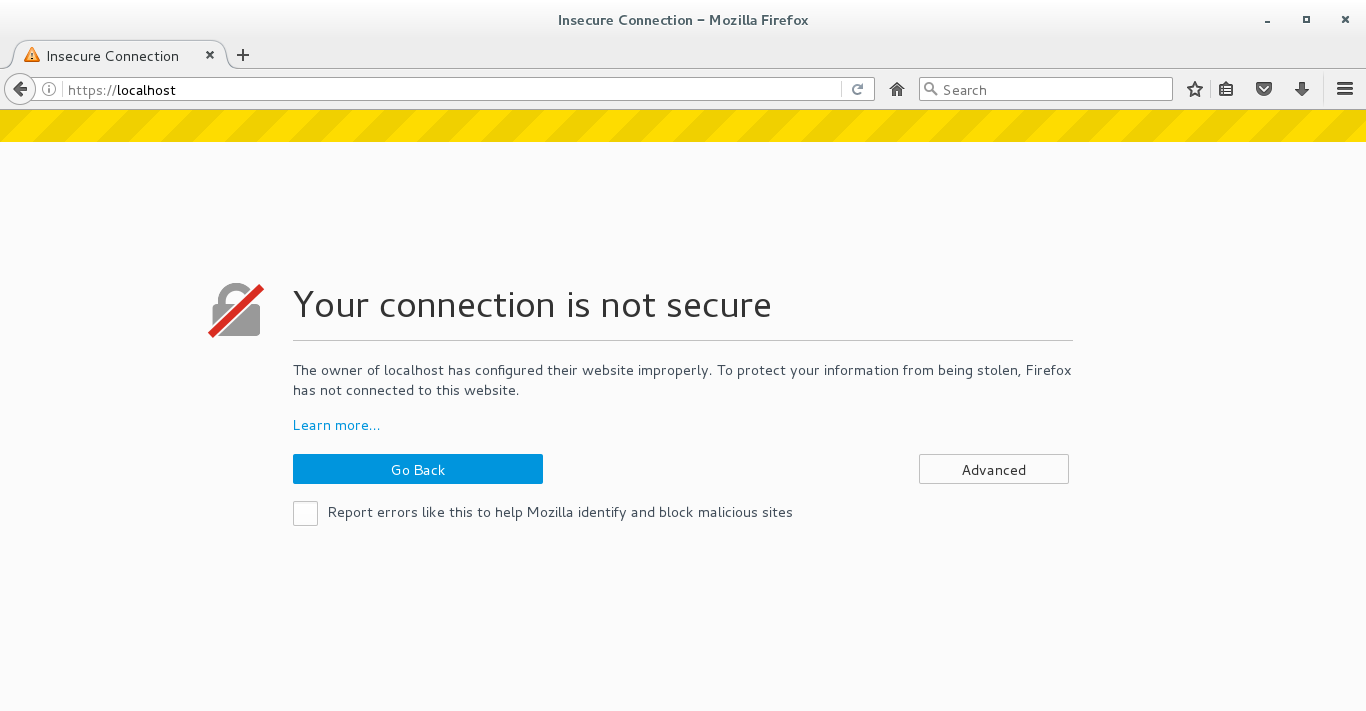 Insecure Connection – Mozilla Firefox
Insecure Connection
https://localhost
Search
Your connection is not secure
The owner of localhost has configured their website improperly. To protect your information from being stolen, Firefox
has not connected to this website.
Learn more...
Go Back
Advanced
Report errors like this to help Mozilla identify and block malicious sites